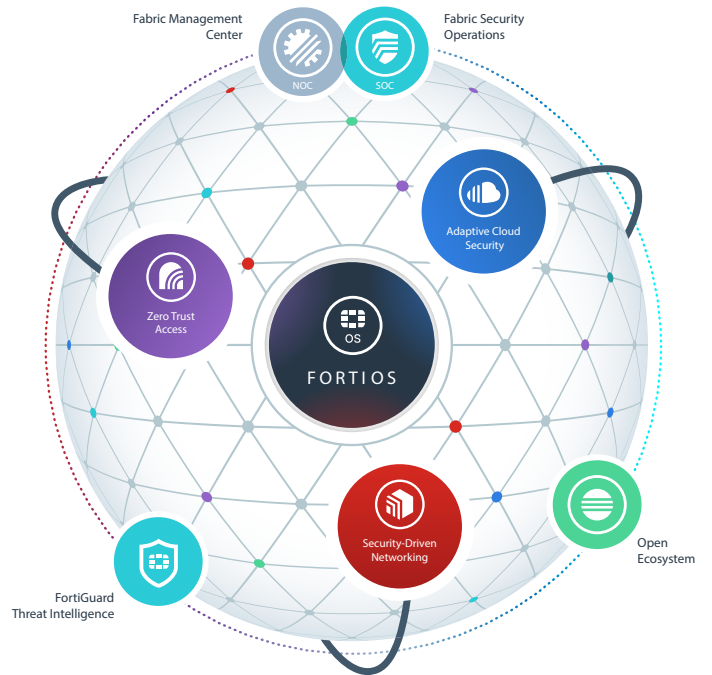 Fabric Management
Center
Fabric Security
Operations
NOC
SOC
Adaptive Cloud
Security
Zero Trust
Access
OS
FORTIOS
Security-Driven
Networking
Open
Ecosystem
FortiGuard
Threat Intelligence